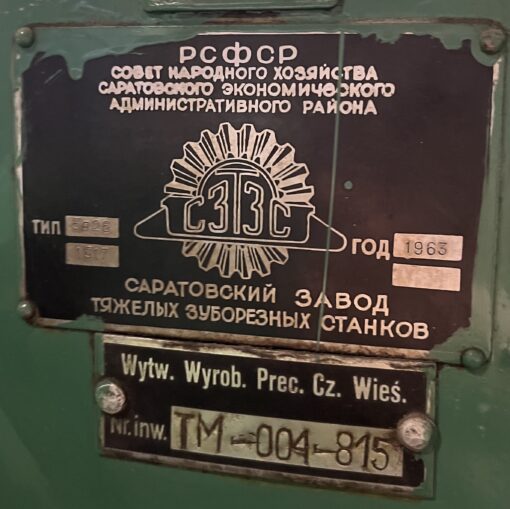 РСФСР
СОВЕТ НАРОДНОГО ХОЗЯЙСТВА
САРАТОВСКОГО ЭКОНОМИЧЕСКОГО
АДМИНИСТРАТИВНОГО РАЙОНА
СЗТЗС
ТИП
ГОД 1963
САРАТОВСКИЙ ЗАВОД
ТЯЖЕЛЫХ ЗУБОРЕЗНЫХ СТАНКОВ
Wytw. Wyrob. Prec. Cz. Wieś.
Nr. inw. TM-004-815